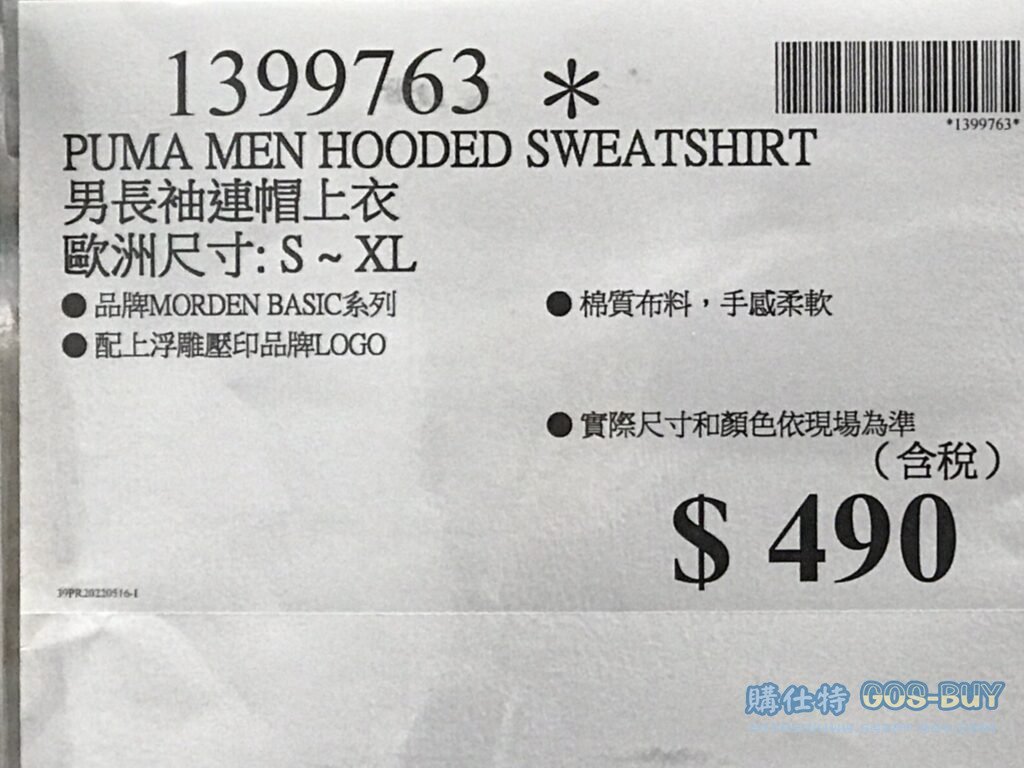 1399763 *
*1399763*
PUMA MEN HOODED SWEATSHIRT
男長袖連帽上衣
歐洲尺寸: S ~ XL
● 品牌MORDEN BASIC系列
● 配上浮雕壓印品牌LOGO
● 棉質布料，手感柔軟
● 實際尺寸和顏色依現場為準
（含稅）
$ 490
39PR20220516-1
購仕特 GOS-BUY